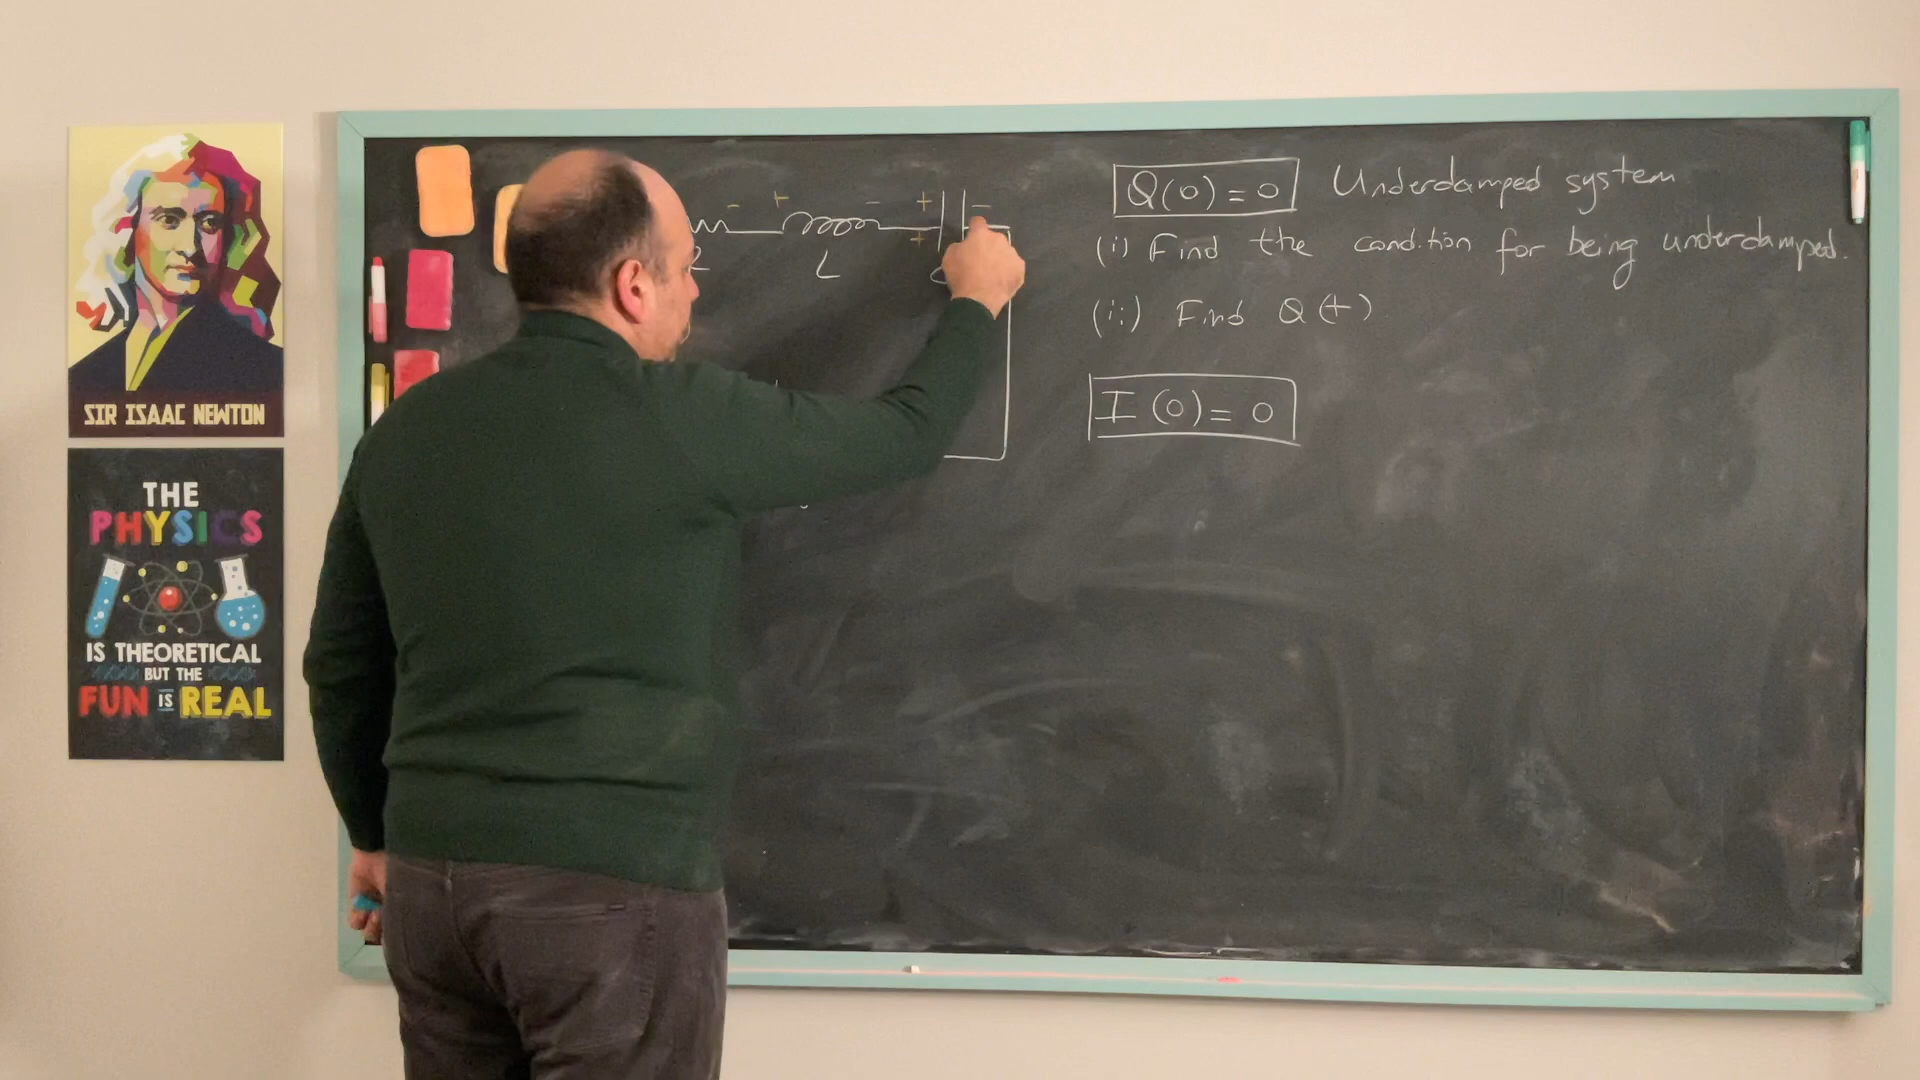 SIR ISAAC NEWTON
THE
PHYSICS
IS THEORETICAL
BUT THE
FUN IS REAL
- + - + -
+
L
Q(0) = 0 Underdamped system
(i) Find the condition for being underdamped.
(ii) Find Q(t)
I(0) = 0